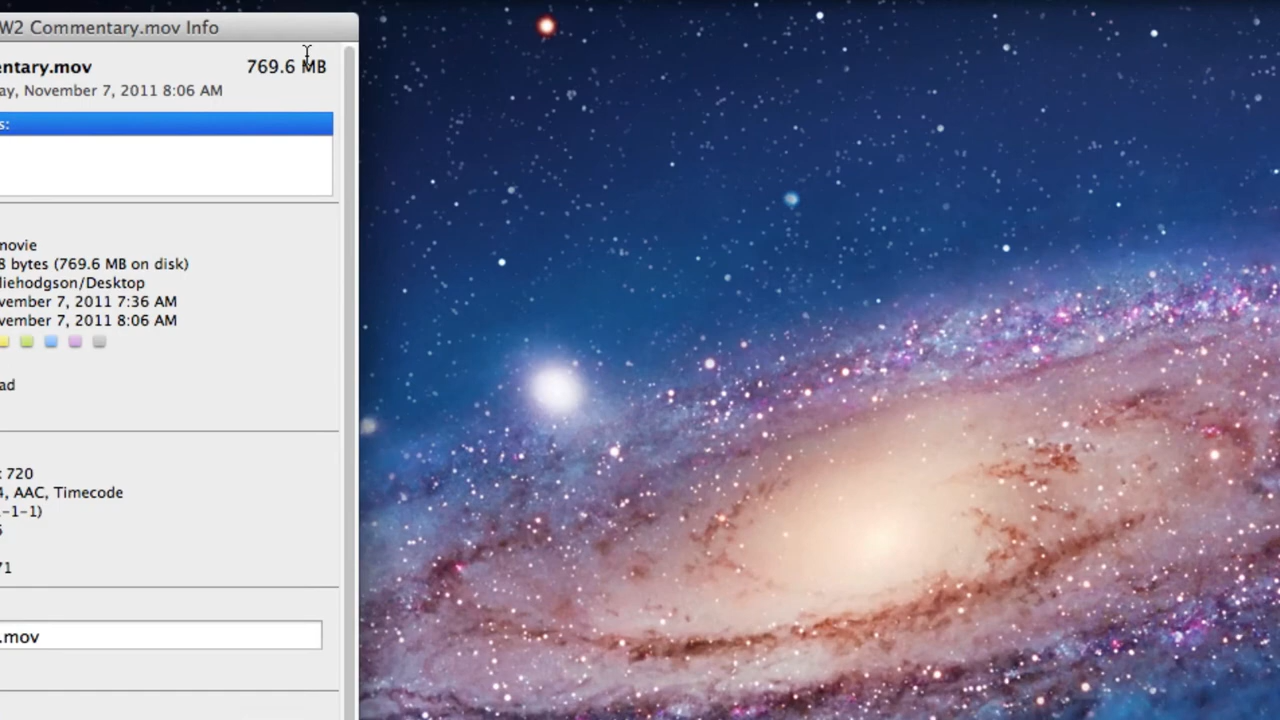 W2 Commentary.mov Info
entary.mov 769.6 MB
ay, November 7, 2011 8:06 AM
s:
movie
8 bytes (769.6 MB on disk)
liehodgson/Desktop
vember 7, 2011 7:36 AM
vember 7, 2011 8:06 AM
ad
720
, AAC, Timecode
-1-1)
71
.mov